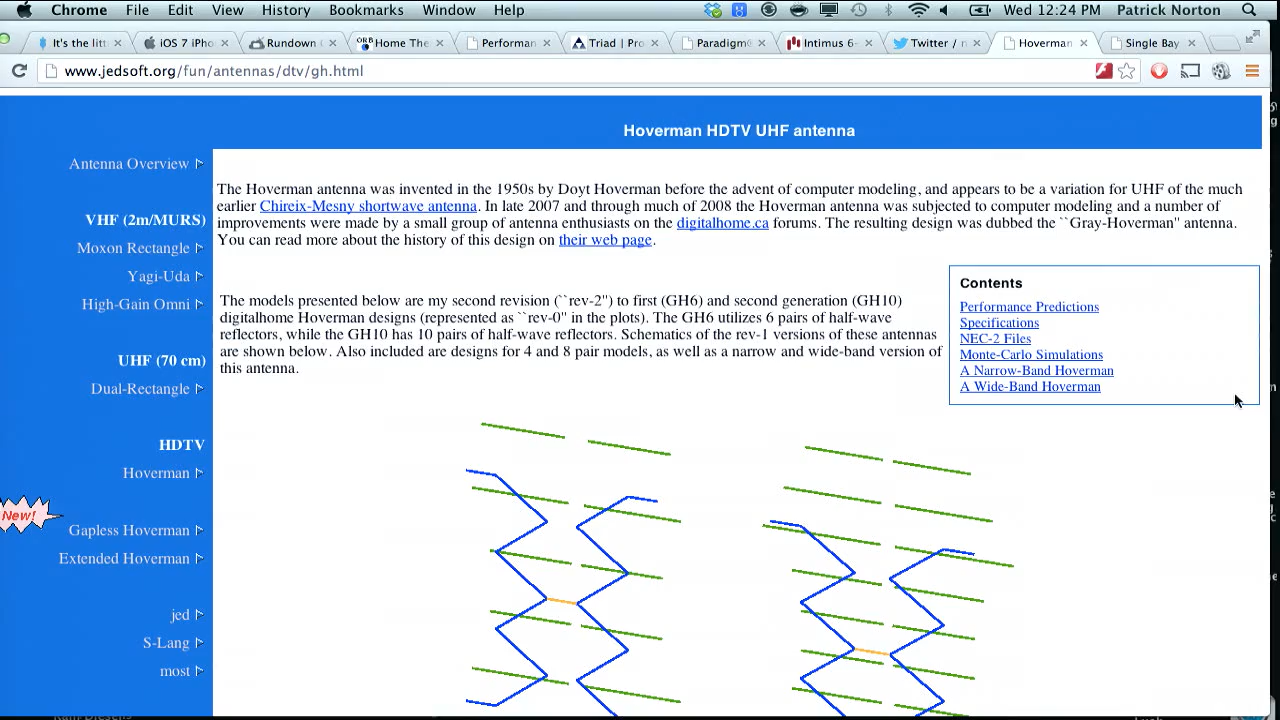 Chrome File Edit View History Bookmarks Window Help Wed 12:24 PM Patrick Norton
It's the litt iOS 7 iPho Rundown ( Home The Performan Triad | Pro Paradigm® Intimus 6- Twitter / n Hoverman Single Bay
www.jedsoft.org/fun/antennas/dtv/gh.html
Hoverman HDTV UHF antenna
Antenna Overview
VHF (2m/MURS)
Moxon Rectangle
Yagi-Uda
High-Gain Omni
UHF (70 cm)
Dual-Rectangle
HDTV
Hoverman
New!
Gapless Hoverman
Extended Hoverman
jed
S-Lang
most
The Hoverman antenna was invented in the 1950s by Doyt Hoverman before the advent of computer modeling, and appears to be a variation for UHF of the much
earlier Chireix-Mesny shortwave antenna. In late 2007 and through much of 2008 the Hoverman antenna was subjected to computer modeling and a number of
improvements were made by a small group of antenna enthusiasts on the digitalhome.ca forums. The resulting design was dubbed the ``Gray-Hoverman'' antenna.
You can read more about the history of this design on their web page.
The models presented below are my second revision (``rev-2'') to first (GH6) and second generation (GH10)
digitalhome Hoverman designs (represented as ``rev-0'' in the plots). The GH6 utilizes 6 pairs of half-wave
reflectors, while the GH10 has 10 pairs of half-wave reflectors. Schematics of the rev-1 versions of these antennas
are shown below. Also included are designs for 4 and 8 pair models, as well as a narrow and wide-band version of
this antenna.
Contents
Performance Predictions
Specifications
NEC-2 Files
Monte-Carlo Simulations
A Narrow-Band Hoverman
A Wide-Band Hoverman